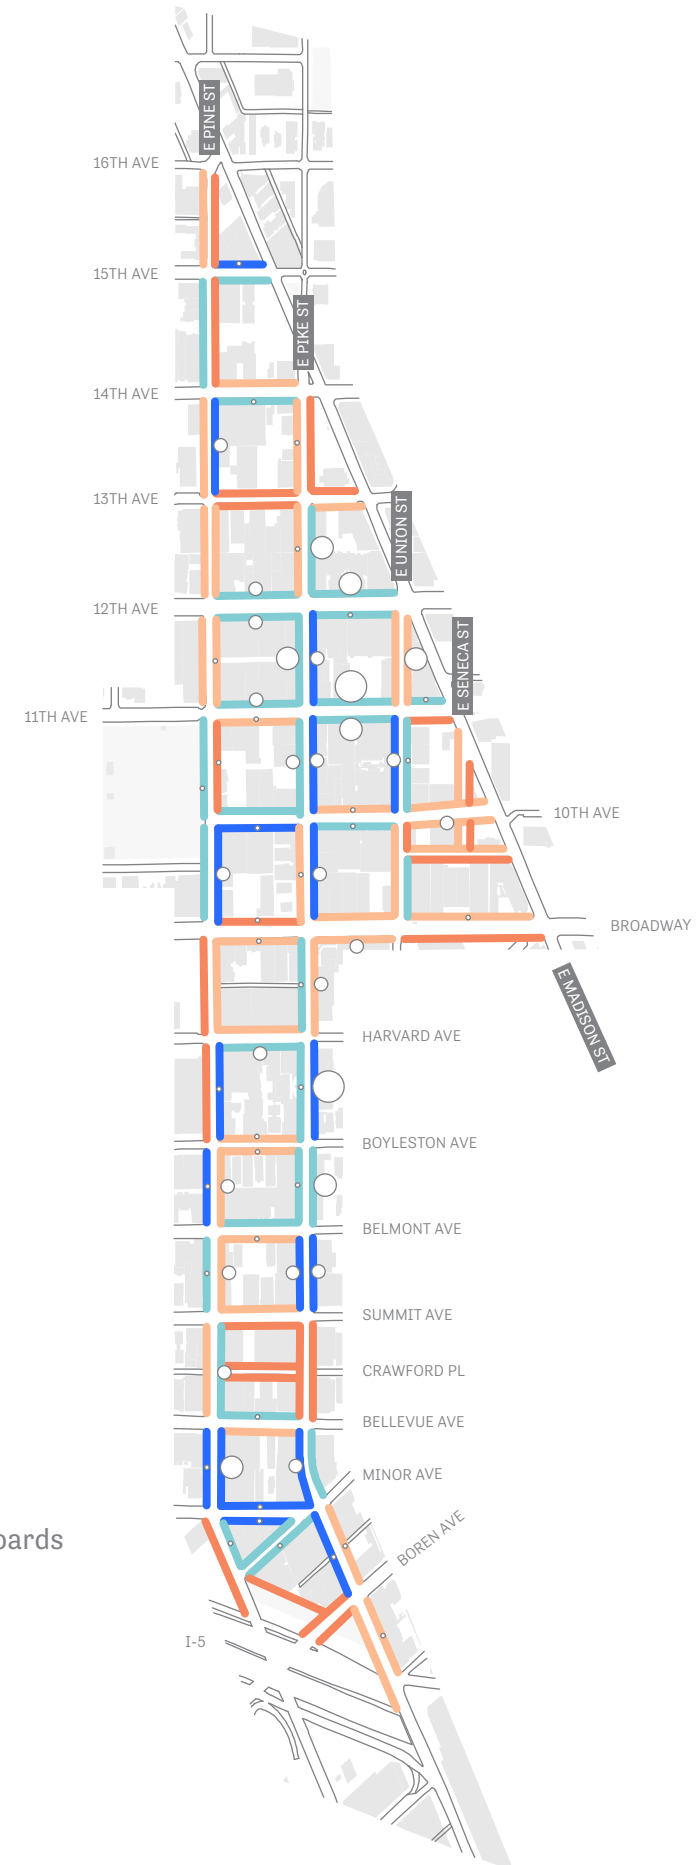 E PINE ST
16TH AVE
15TH AVE
E PIKE ST
14TH AVE
13TH AVE
E UNION ST
12TH AVE
E SENECA ST
11TH AVE
10TH AVE
BROADWAY
E MADISON ST
HARVARD AVE
BOYLESTON AVE
BELMONT AVE
SUMMIT AVE
CRAWFORD PL
BELLEVUE AVE
MINOR AVE
BOREN AVE
oards
I-5